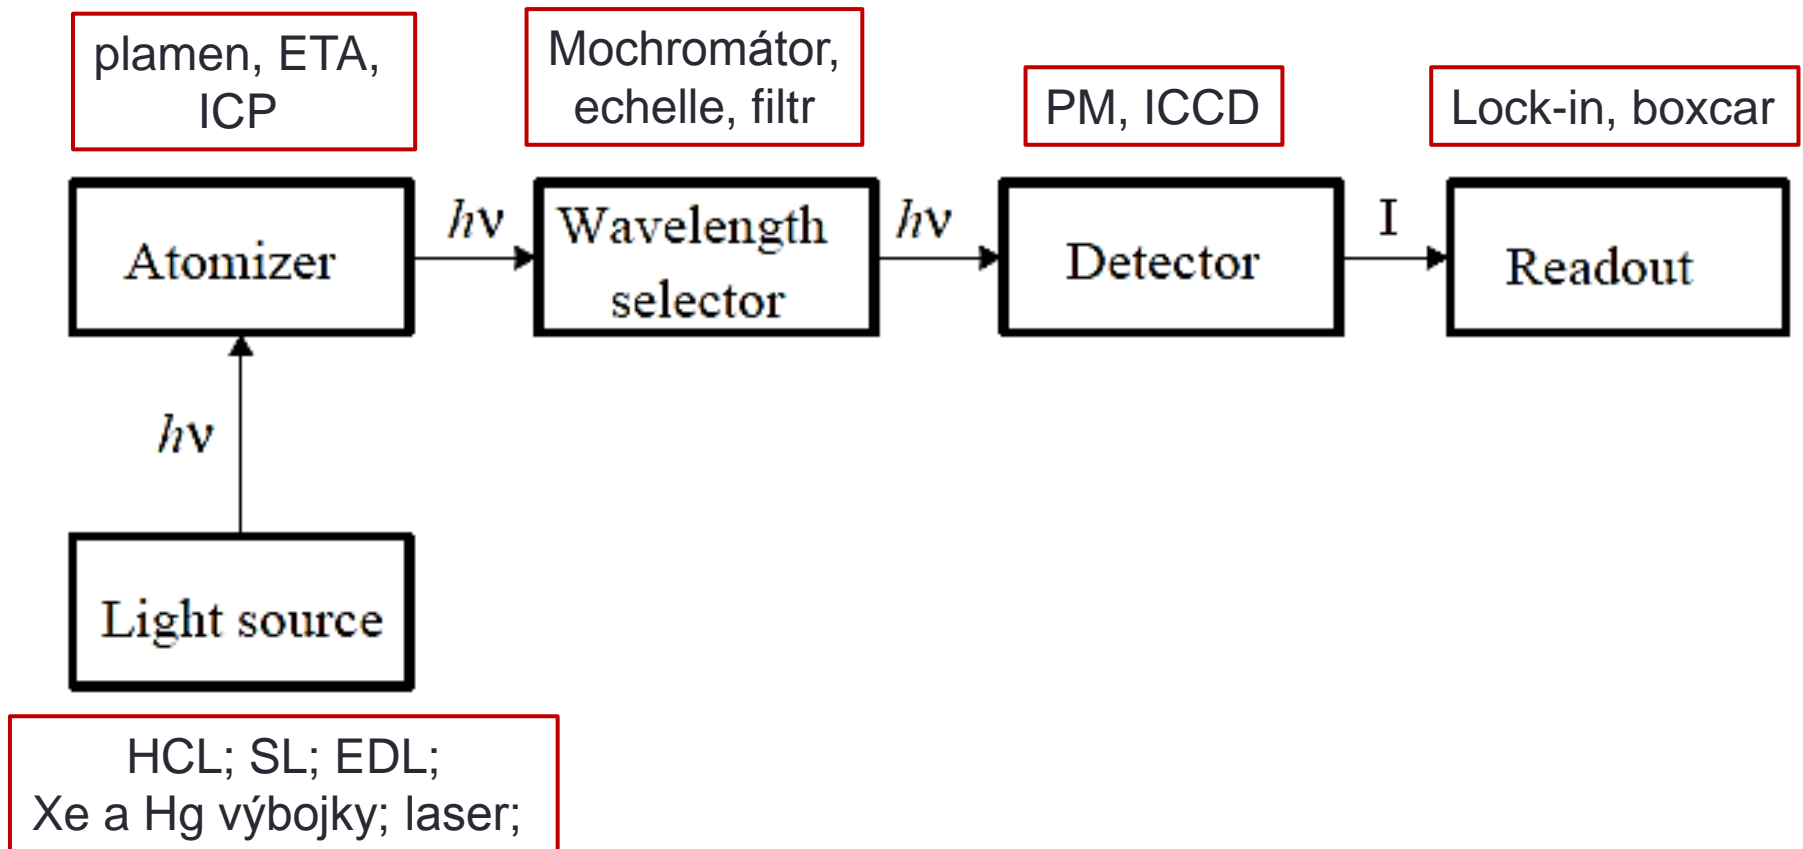 plamen, ETA,
ICP
Mochromátor,
echelle, filtr
PM, ICCD
Lock-in, boxcar
Atomizer
hν
Wavelength
selector
hν
Detector
I
Readout
hν
Light source
HCL; SL; EDL;
Xe a Hg výbojky; laser;